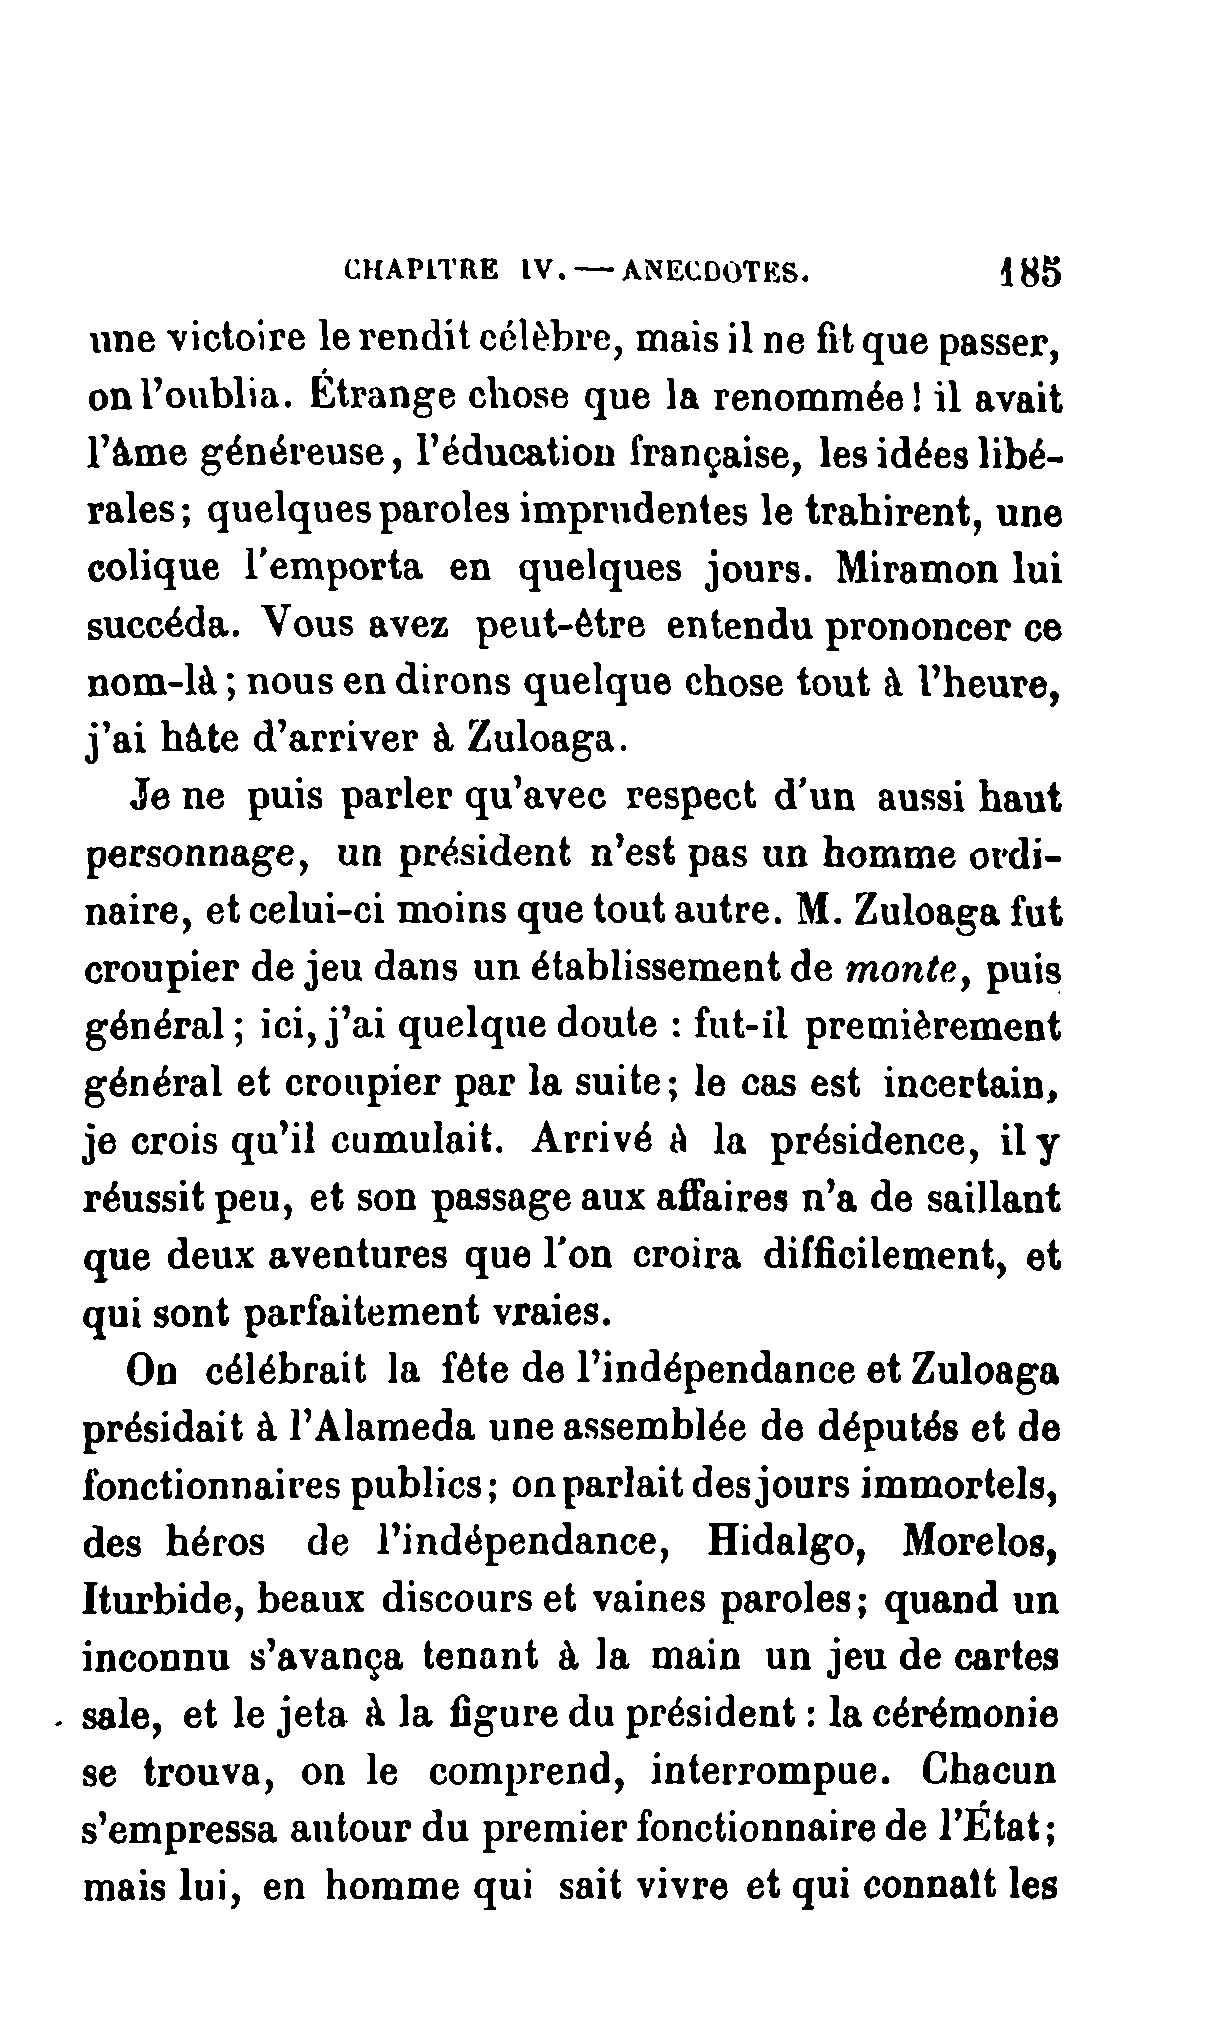 CHAPITRE IV. — ANECDOTES. 185
une victoire le rendit célèbre, mais il ne fit que passer,
on l'oublia. Étrange chose que la renommée! il avait
l'âme généreuse, l'éducation française, les idées libé-
rales; quelques paroles imprudentes le trahirent, une
colique l'emporta en quelques jours. Miramon lui
succéda. Vous avez peut-être entendu prononcer ce
nom-là; nous en dirons quelque chose tout à l'heure,
j'ai hâte d'arriver à Zuloaga.
Je ne puis parler qu'avec respect d'un aussi haut
personnage, un président n'est pas un homme ordi-
naire, et celui-ci moins que tout autre. M. Zuloaga fut
croupier de jeu dans un établissement de monte, puis
général; ici, j'ai quelque doute : fut-il premièrement
général et croupier par la suite; le cas est incertain,
je crois qu'il cumulait. Arrivé à la présidence, il y
réussit peu, et son passage aux affaires n'a de saillant
que deux aventures que l'on croira difficilement, et
qui sont parfaitement vraies.
On célébrait la fête de l'indépendance et Zuloaga
présidait à l'Alameda une assemblée de députés et de
fonctionnaires publics; on parlait des jours immortels,
des héros de l'indépendance, Hidalgo, Morelos,
Iturbide, beaux discours et vaines paroles; quand un
inconnu s'avança tenant à la main un jeu de cartes
sale, et le jeta à la figure du président : la cérémonie
se trouva, on le comprend, interrompue. Chacun
s'empressa autour du premier fonctionnaire de l'État;
mais lui, en homme qui sait vivre et qui connaît les